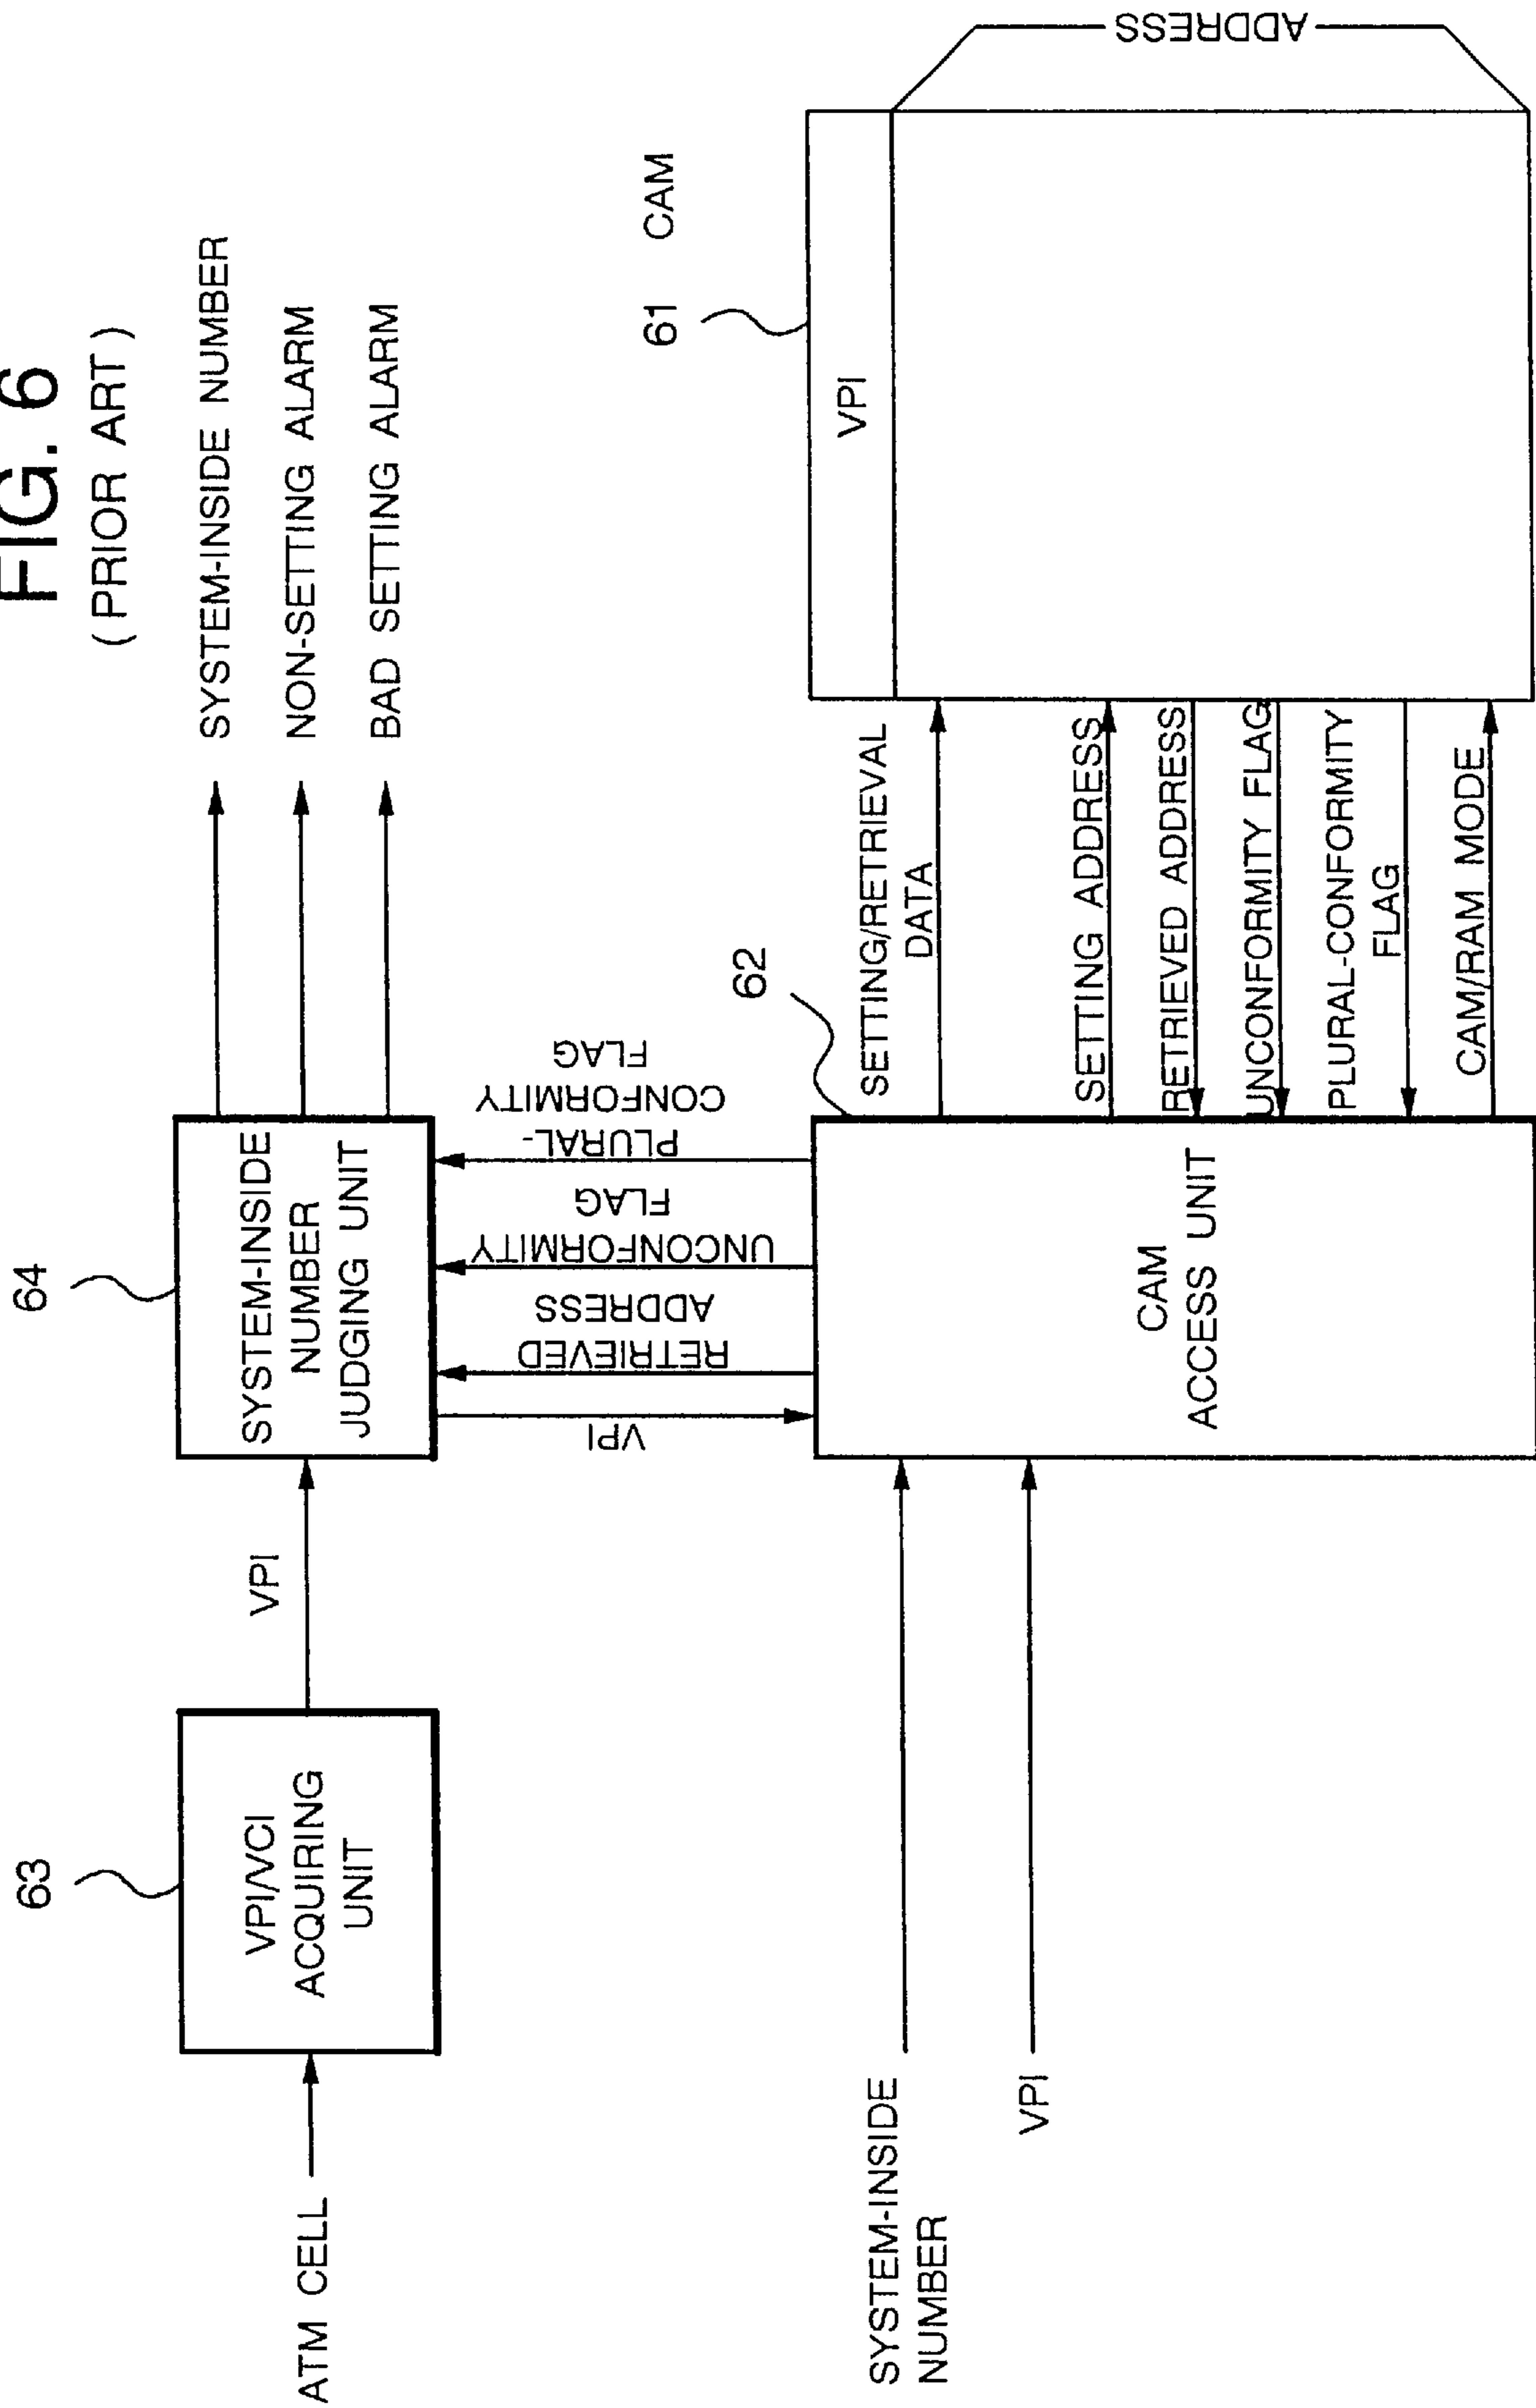 FIG. 6
( PRIOR ART )
64
SYSTEM-INSIDE
NUMBER
JUDGING UNIT
63
VPI/VCI
ACQUIRING
UNIT
ATM CELL
VPI
SYSTEM-INSIDE NUMBER
NON-SETTING ALARM
BAD SETTING ALARM
VPI
RETRIEVED
ADDRESS
UNCONFORMITY
FLAG
PLURAL-
CONFORMITY
FLAG
62
61 CAM
SYSTEM-INSIDE
NUMBER
VPI
CAM
ACCESS UNIT
SETTING/RETRIEVAL
DATA
SETTING ADDRESS
RETRIEVED ADDRESS
UNCONFORMITY FLAG
PLURAL-CONFORMITY
FLAG
CAM/RAM MODE
VPI
ADDRESS